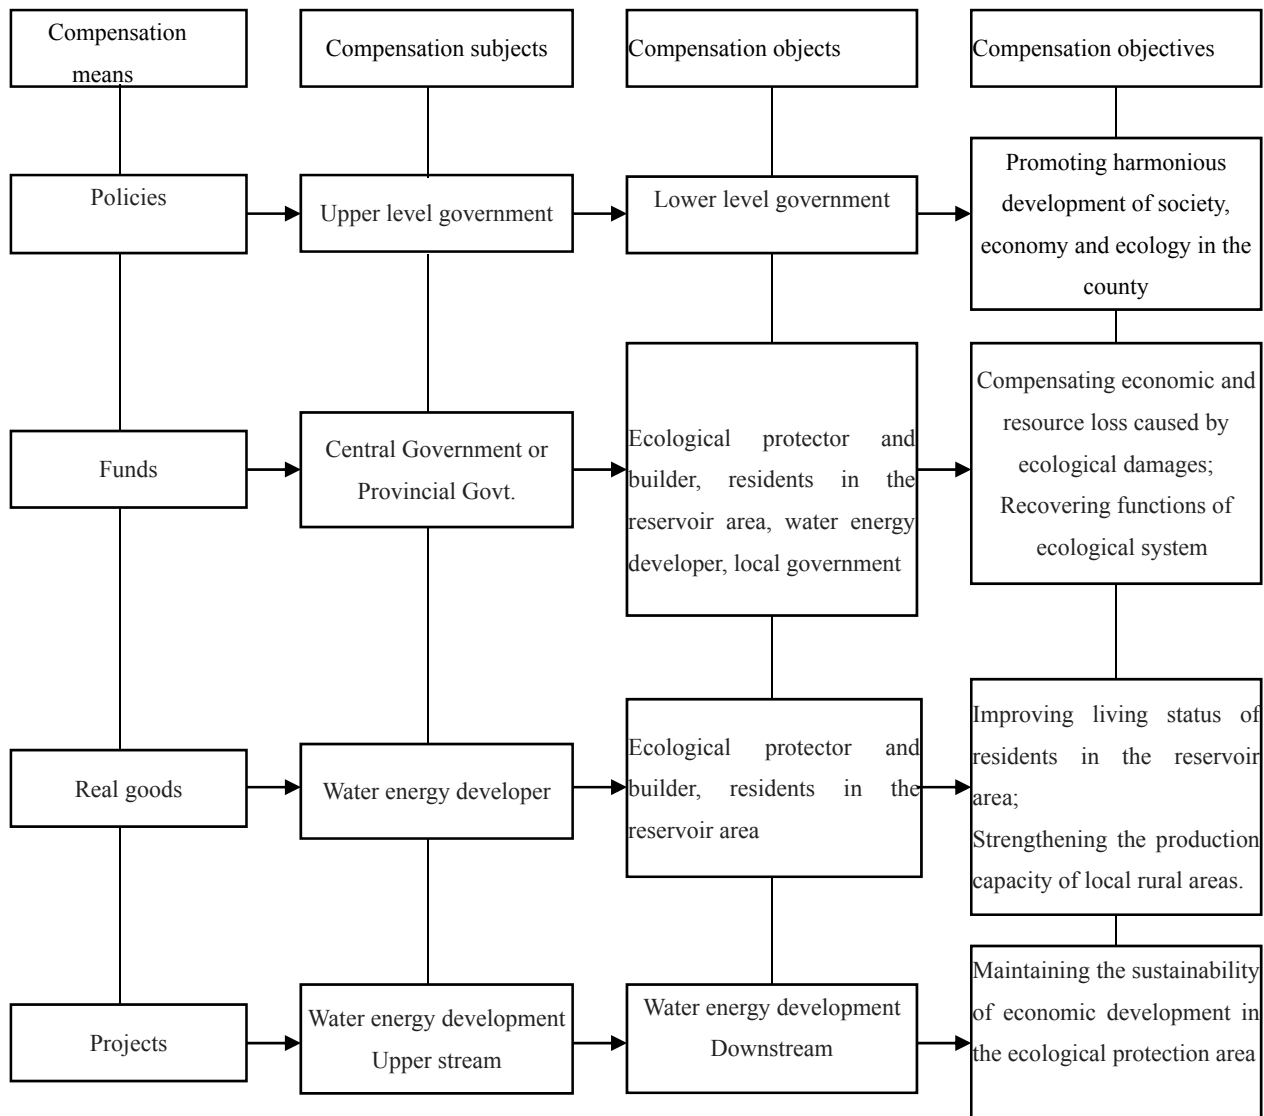 Compensation
means
Compensation subjects
Compensation objects
Compensation objectives
Policies
Upper level government
Lower level government
Promoting harmonious
development of society,
economy and ecology in the
county
Funds
Central Government or
Provincial Govt.
Ecological protector and
builder, residents in the
reservoir area, water energy
developer, local government
Compensating economic and
resource loss caused by
ecological damages;
Recovering functions of
ecological system
Real goods
Water energy developer
Ecological protector and
builder, residents in the
reservoir area
Improving living status of
residents in the reservoir
area;
Strengthening the production
capacity of local rural areas.
Projects
Water energy development
Upper stream
Water energy development
Downstream
Maintaining the sustainability
of economic development in
the ecological protection area